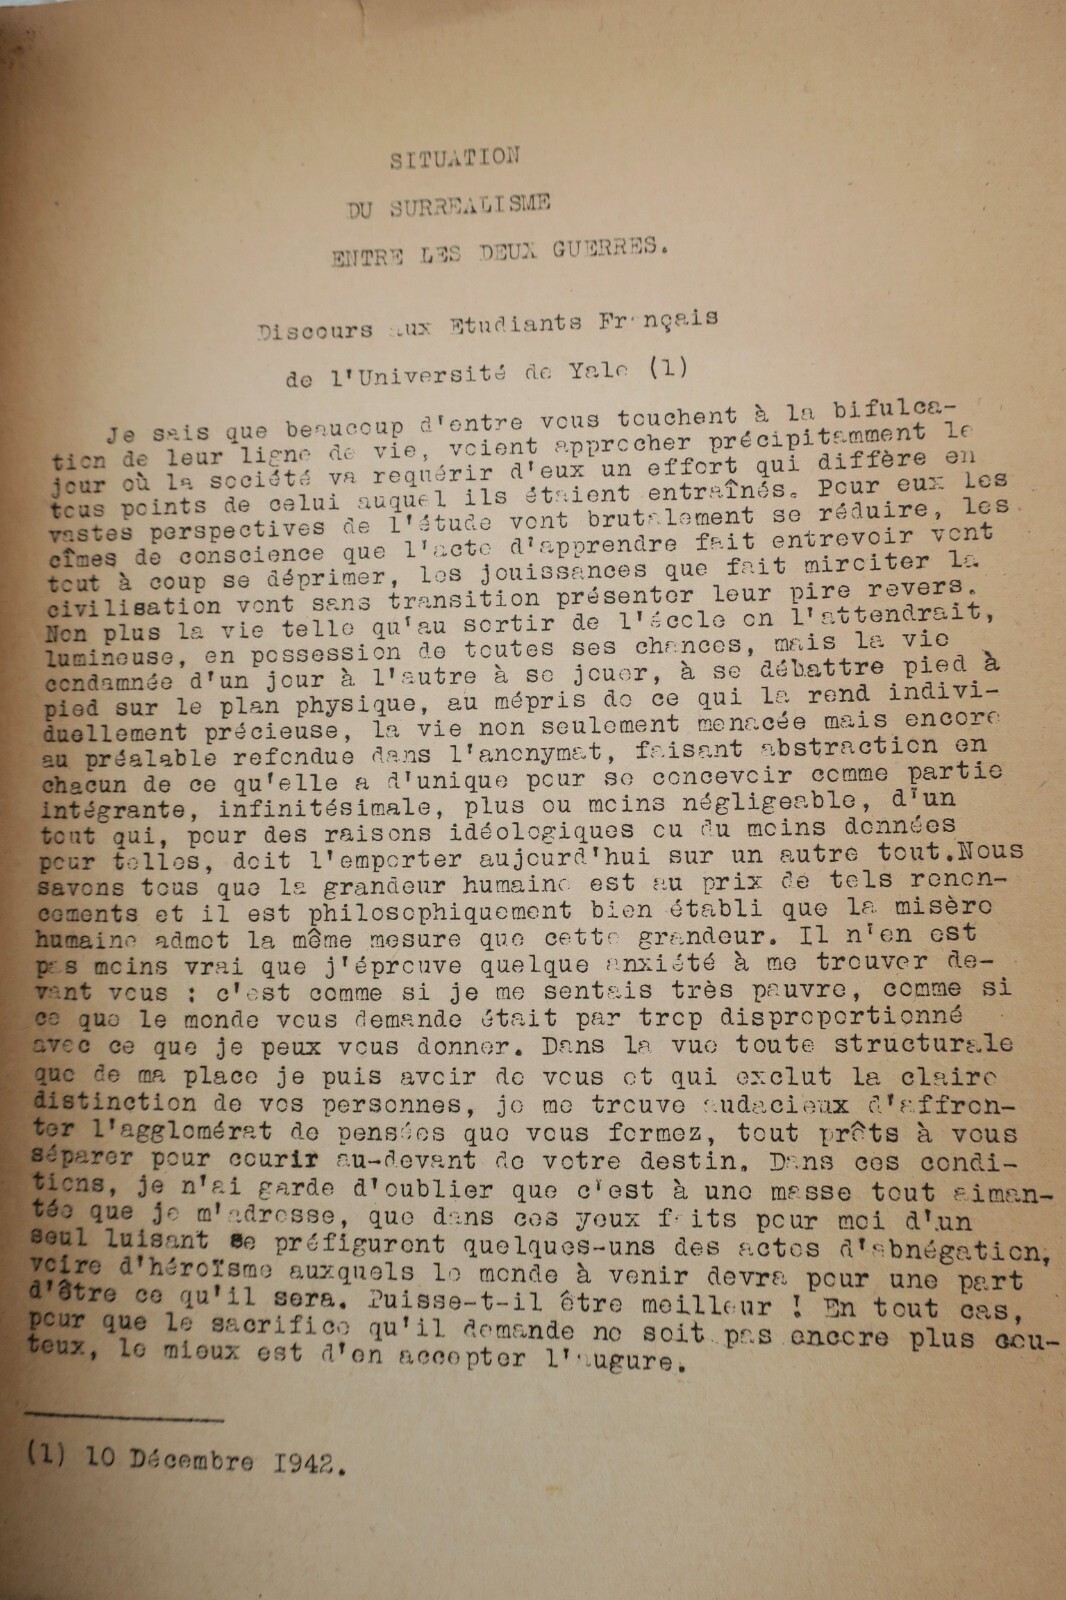 SITUATION
DU SURREALISME
ENTRE LES DEUX GUERRES.
Discours aux Etudiants Français
de l'Université de Yale (1)
Je sais que beaucoup d'entre vous touchent à la bifulca-
tion de leur ligne de vie, voient approcher précipitamment le
jour où la société va requérir d'eux un effort qui diffère en
tous points de celui auquel ils étaient entraînés. Pour eux les
vastes perspectives de l'étude vont brutalement se réduire, les
cîmes de conscience que l'acte d'apprendre fait entrevoir vont
tout à coup se déprimer, les jouissances que fait miroiter la
civilisation vont sans transition présenter leur pire revers.
Non plus la vie telle qu'au sortir de l'école on l'attendrait,
lumineuse, en possession de toutes ses chances, mais la vie
condamnée d'un jour à l'autre à se jouer, à se débattre pied à
pied sur le plan physique, au mépris de ce qui la rend indivi-
duellement précieuse, la vie non seulement menacée mais encore
au préalable refondue dans l'anonymat, faisant abstraction en
chacun de ce qu'elle a d'unique pour se concevoir comme partie
intégrante, infinitésimale, plus ou moins négligeable, d'un
tout qui, pour des raisons idéologiques ou du moins données
pour telles, doit l'emporter aujourd'hui sur un autre tout.Nous
savons tous que la grandeur humaine est au prix de tels renon-
cements et il est philosophiquement bien établi que la misère
humaine admet la même mesure que cette grandeur. Il n'en est
pas moins vrai que j'éprouve quelque anxiété à me trouver de-
vant vous : c'est comme si je me sentais très pauvre, comme si
ce que le monde vous demande était par trop disproportionné
avec ce que je peux vous donner. Dans la vue toute structurale
que de ma place je puis avoir de vous et qui exclut la claire
distinction de vos personnes, je me trouve audacieux d'affron-
ter l'agglomérat de pensées que vous formez, tout prêts à vous
séparer pour courir au-devant de votre destin. Dans ces condi-
tions, je n'ai garde d'oublier que c'est à une masse tout aiman-
tée que je m'adresse, que dans ces yeux faits pour moi d'un
seul luisant se préfigurent quelques-uns des actes d'abnégation,
voire d'héroïsme auxquels le monde à venir devra pour une part
d'être ce qu'il sera. Puisse-t-il être meilleur ! En tout cas,
pour que le sacrifice qu'il demande ne soit pas encore plus cou-
teux, le mieux est d'en accepter l'augure.
(1) 10 Décembre 1942.